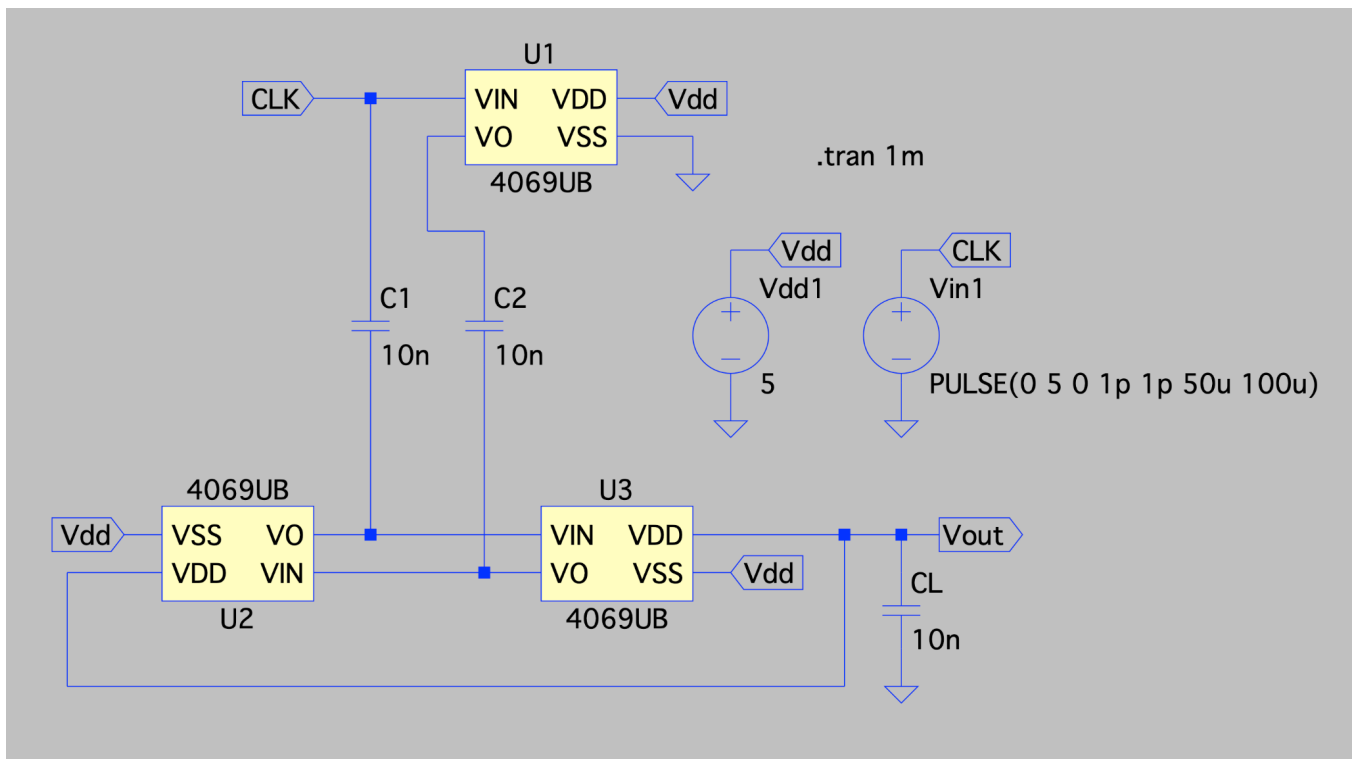 U1
CLK
VIN VDD
Vdd
VO VSS
4069UB
.tran 1m
Vdd
CLK
C1
10n
C2
10n
Vdd1
5
Vin1
PULSE(0 5 0 1p 1p 50u 100u)
4069UB
Vdd
VSS VO
VDD VIN
U2
U3
VIN VDD
VO VSS
4069UB
Vout
Vdd
CL
10n